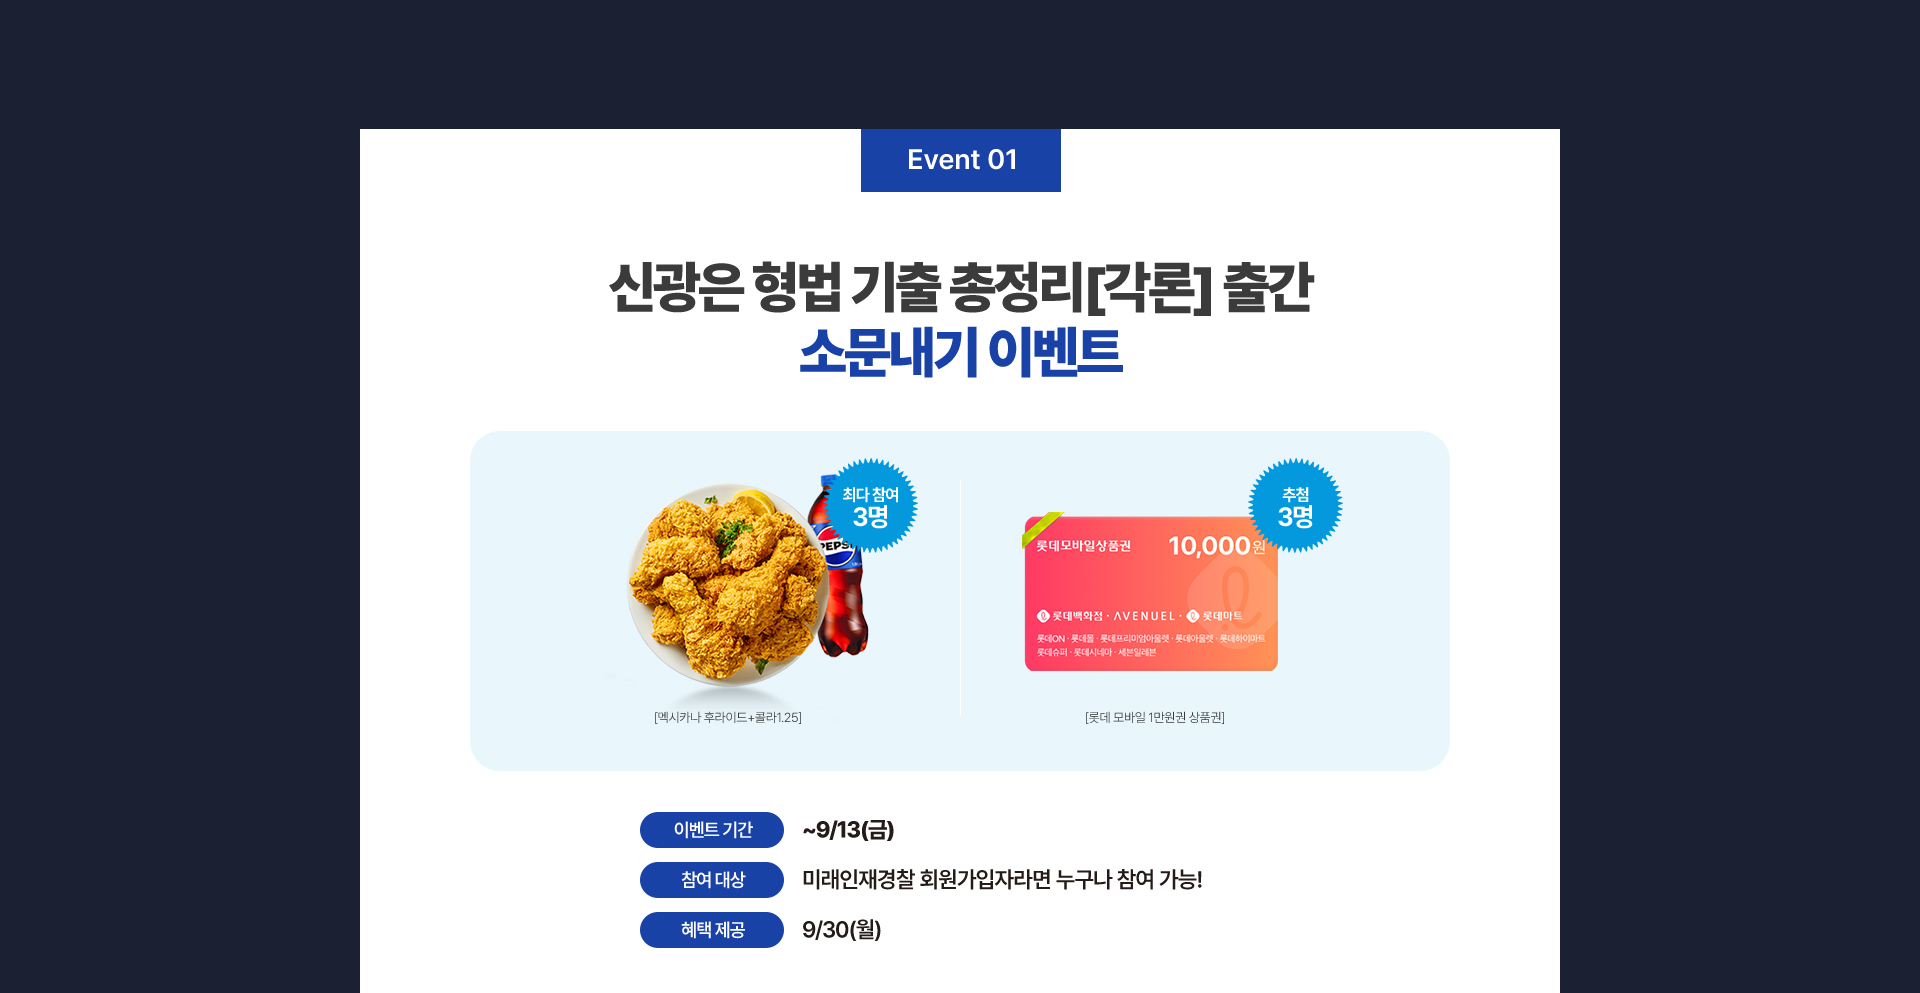 Event 01
신광은 형법 기출 총정리[각론] 출간
소문내기 이벤트
최다 참여
3명
PEPSI
[멕시카나 후라이드+콜라1.25]
추첨
3명
롯데모바일상품권
10,000원
롯데백화점 · AVENUEL · 롯데마트
롯데ON · 롯데몰 · 롯데프리미엄아울렛 · 롯데아울렛 · 롯데하이마트
롯데슈퍼 · 롯데시네마 · 세븐일레븐
[롯데 모바일 1만원권 상품권]
이벤트 기간 ~9/13(금)
참여 대상 미래인재경찰 회원가입자라면 누구나 참여 가능!
혜택 제공 9/30(월)